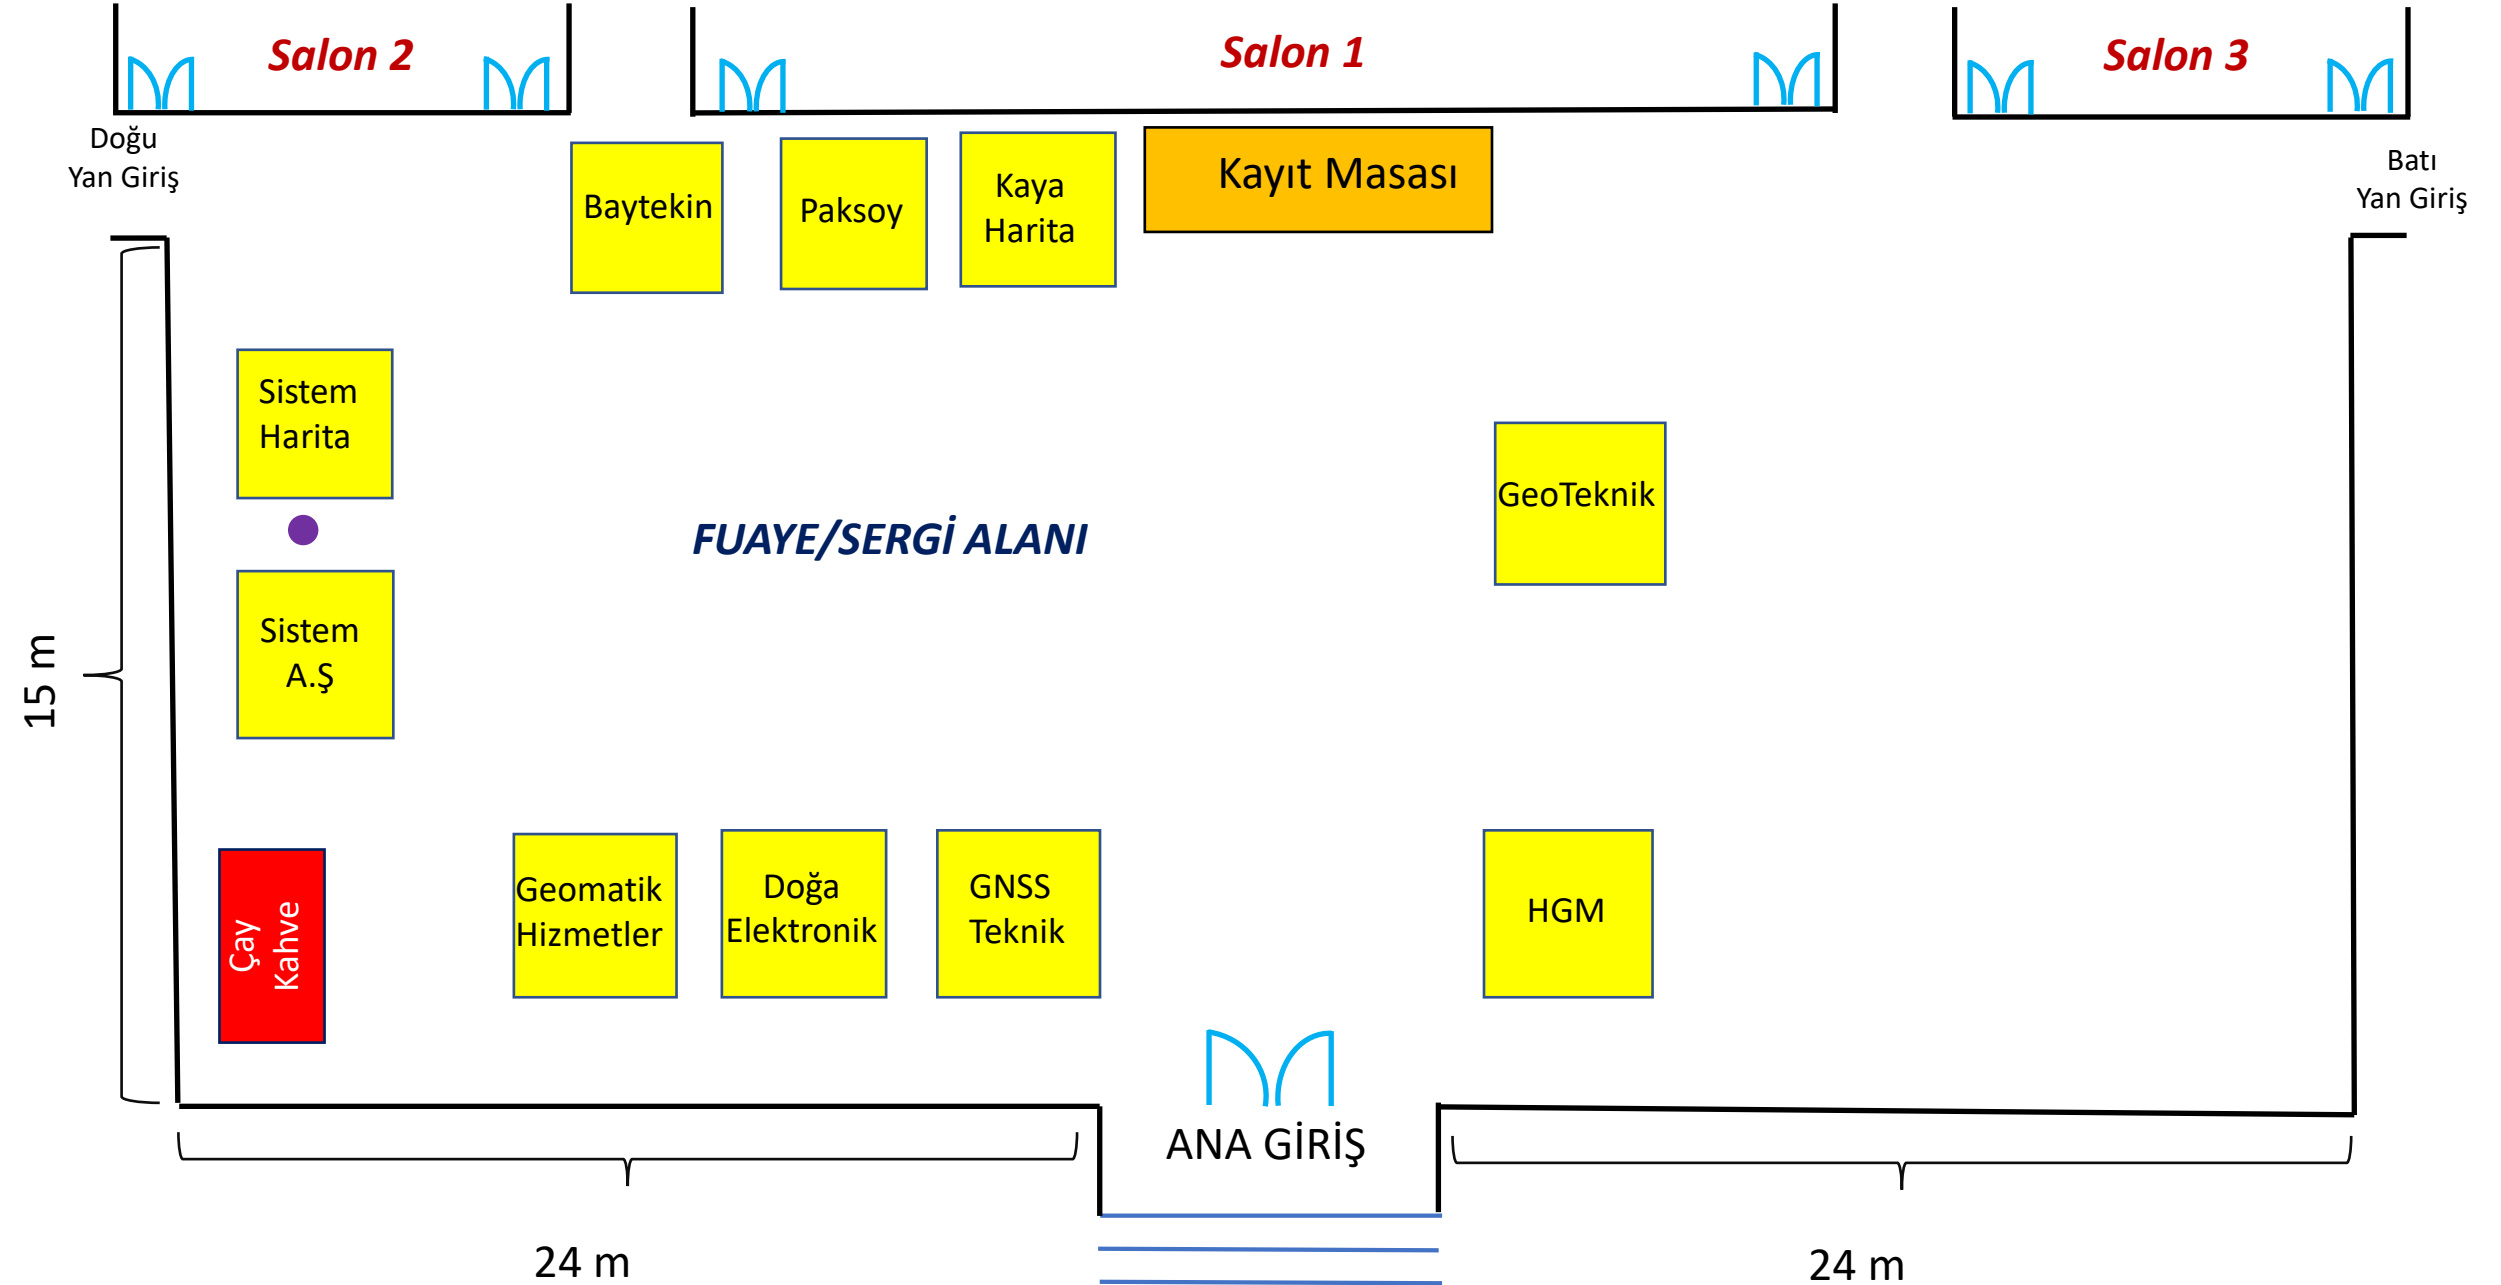 Salon 2
Salon 1
Salon 3
Doğu
Yan Giriş
Batı
Yan Giriş
Baytekin
Paksoy
Kaya
Harita
Kayıt Masası
Sistem
Harita
GeoTeknik
FUAYE/SERGİ ALANI
Sistem
A.Ş
15 m
Çay
Kahve
Geomatik
Hizmetler
Doğa
Elektronik
GNSS
Teknik
HGM
ANA GİRİŞ
24 m
24 m